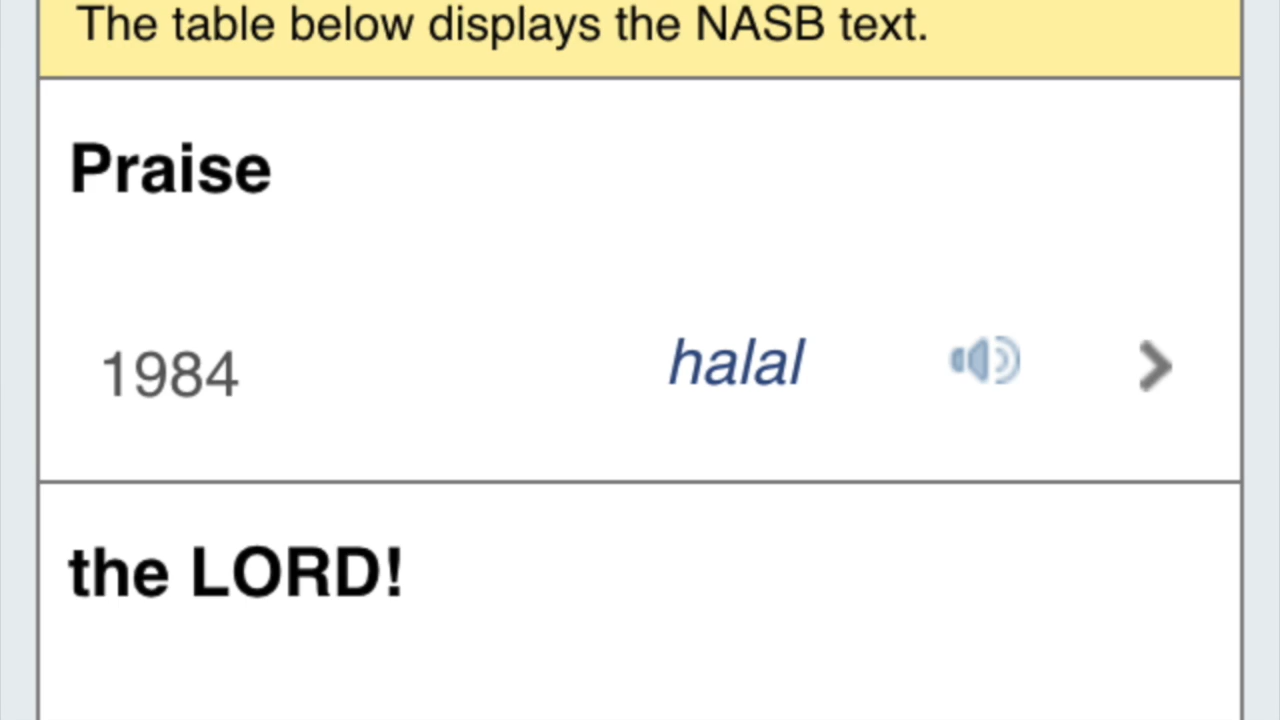 The table below displays the NASB text.
Praise
1984 halal
the LORD!